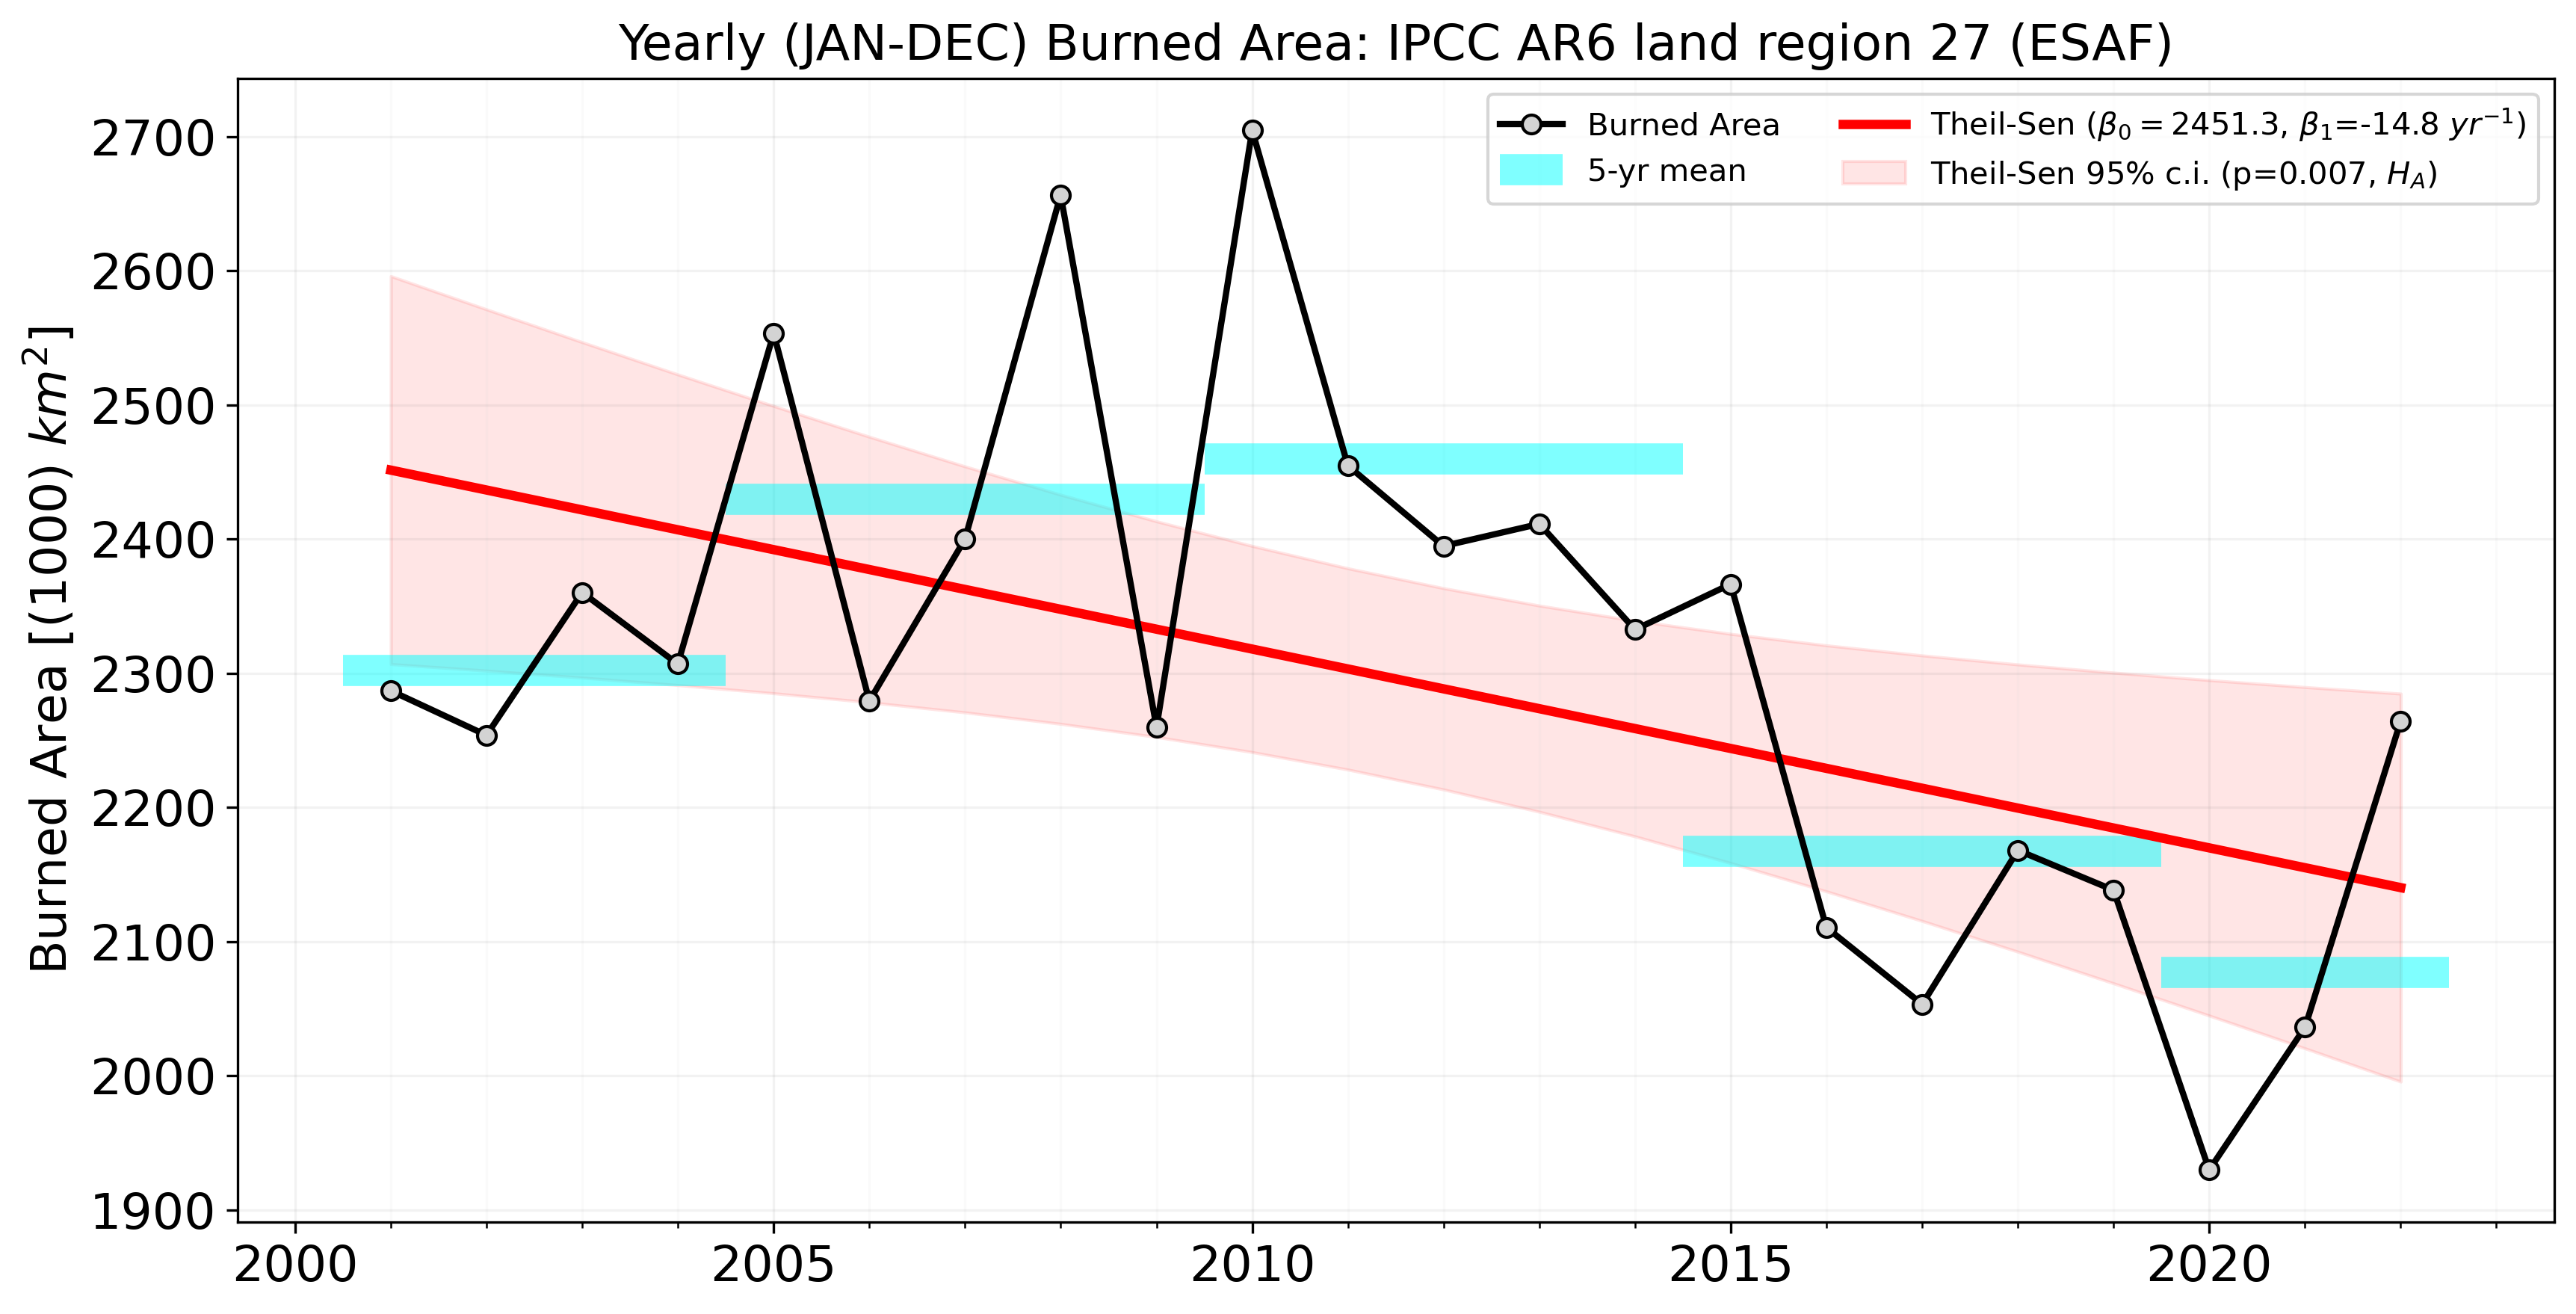 Yearly (JAN-DEC) Burned Area: IPCC AR6 land region 27 (ESAF)
Burned Area [(1000) km²]
2700
2600
2500
2400
2300
2200
2100
2000
1900
2000 2005 2010 2015 2020
Burned Area
5-yr mean
Theil-Sen (β₀ = 2451.3, β₁=-14.8 yr⁻¹)
Theil-Sen 95% c.i. (p=0.007, H_A)